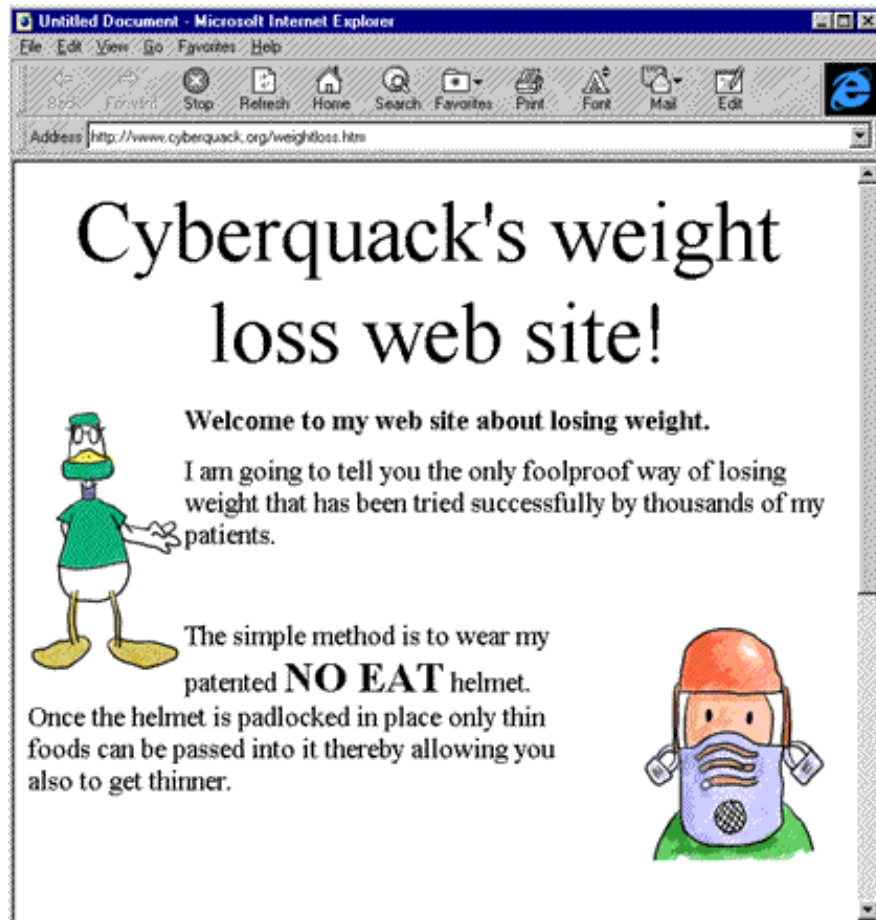 Untitled Document - Microsoft Internet Explorer
File Edit View Go Favorites Help
Back Forward Stop Refresh Home Search Favorites Print Font Mail Edit
Address http://www.cyberquack.org/weightloss.htm
Cyberquack's weight
loss web site!
Welcome to my web site about losing weight.
I am going to tell you the only foolproof way of losing
weight that has been tried successfully by thousands of my
patients.
The simple method is to wear my
patented NO EAT helmet.
Once the helmet is padlocked in place only thin
foods can be passed into it thereby allowing you
also to get thinner.